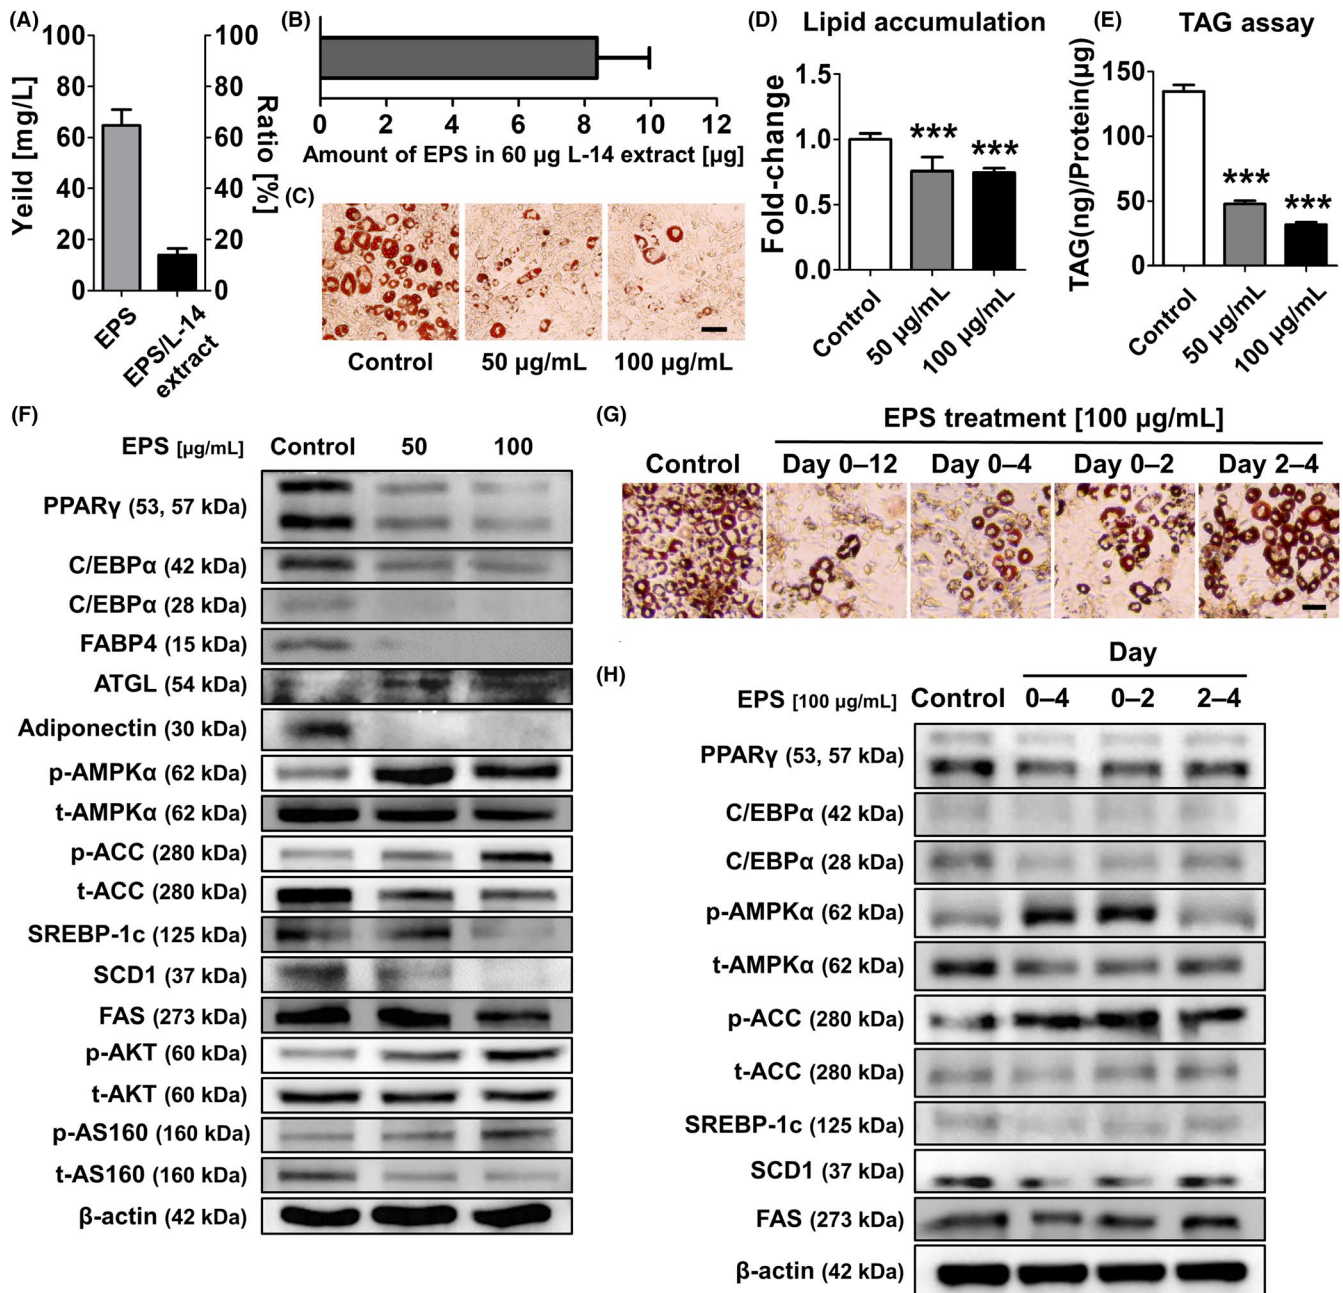 (A)
100
80
60
40
20
0
Yeild [mg/L]
100
80
60
40
20
0
Ratio [%]
EPS
EPS/L-14
extract
(B)
0 2 4 6 8 10 12
Amount of EPS in 60 µg L-14 extract [µg]
(C)
Control 50 µg/mL 100 µg/mL
(D) Lipid accumulation
1.5
1.0
0.5
0.0
Fold-change
*** ***
Control
50 µg/mL
100 µg/mL
(E) TAG assay
150
100
50
0
TAG(ng)/Protein(µg)
***
***
Control
50 µg/mL
100 µg/mL
(F)
EPS [µg/mL] Control 50 100
PPARγ (53, 57 kDa)
C/EBPα (42 kDa)
C/EBPα (28 kDa)
FABP4 (15 kDa)
ATGL (54 kDa)
Adiponectin (30 kDa)
p-AMPKα (62 kDa)
t-AMPKα (62 kDa)
p-ACC (280 kDa)
t-ACC (280 kDa)
SREBP-1c (125 kDa)
SCD1 (37 kDa)
FAS (273 kDa)
p-AKT (60 kDa)
t-AKT (60 kDa)
p-AS160 (160 kDa)
t-AS160 (160 kDa)
β-actin (42 kDa)
(G)
EPS treatment [100 µg/mL]
Control Day 0–12 Day 0–4 Day 0–2 Day 2–4
(H)
Day
EPS [100 µg/mL] Control 0–4 0–2 2–4
PPARγ (53, 57 kDa)
C/EBPα (42 kDa)
C/EBPα (28 kDa)
p-AMPKα (62 kDa)
t-AMPKα (62 kDa)
p-ACC (280 kDa)
t-ACC (280 kDa)
SREBP-1c (125 kDa)
SCD1 (37 kDa)
FAS (273 kDa)
β-actin (42 kDa)